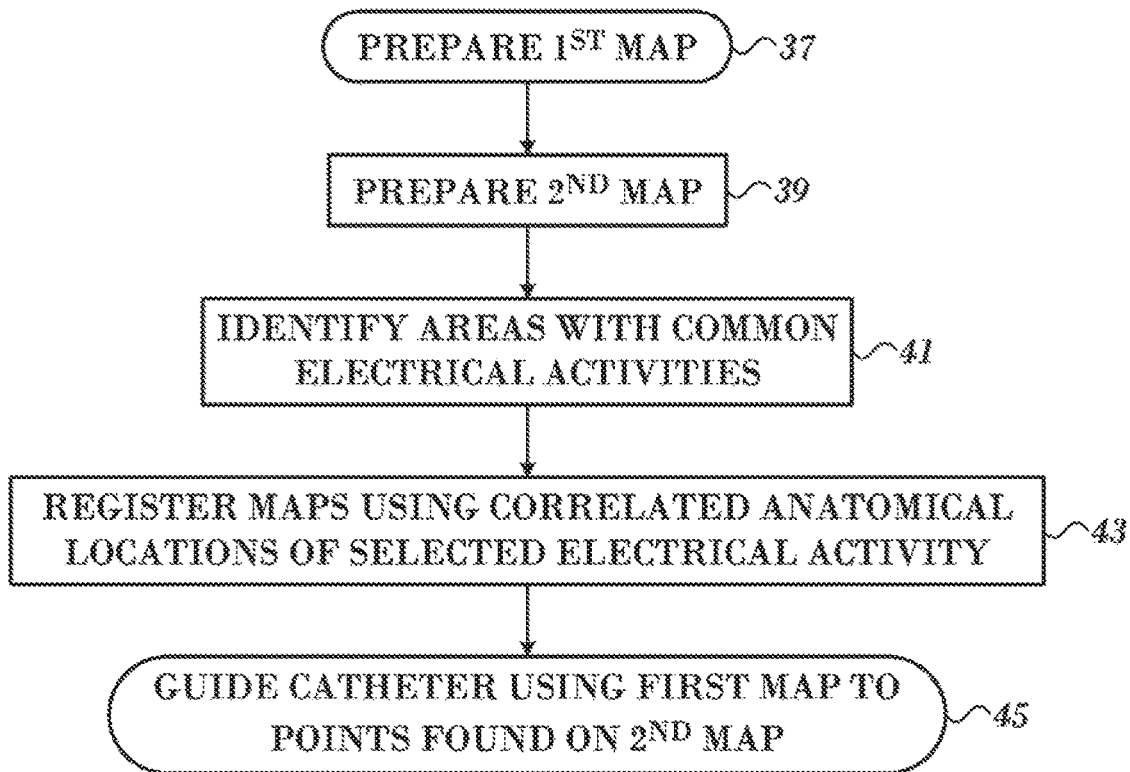 PREPARE 1ST MAP 37
PREPARE 2ND MAP 39
IDENTIFY AREAS WITH COMMON
ELECTRICAL ACTIVITIES
41
REGISTER MAPS USING CORRELATED ANATOMICAL
LOCATIONS OF SELECTED ELECTRICAL ACTIVITY
43
GUIDE CATHETER USING FIRST MAP TO
POINTS FOUND ON 2ND MAP
45